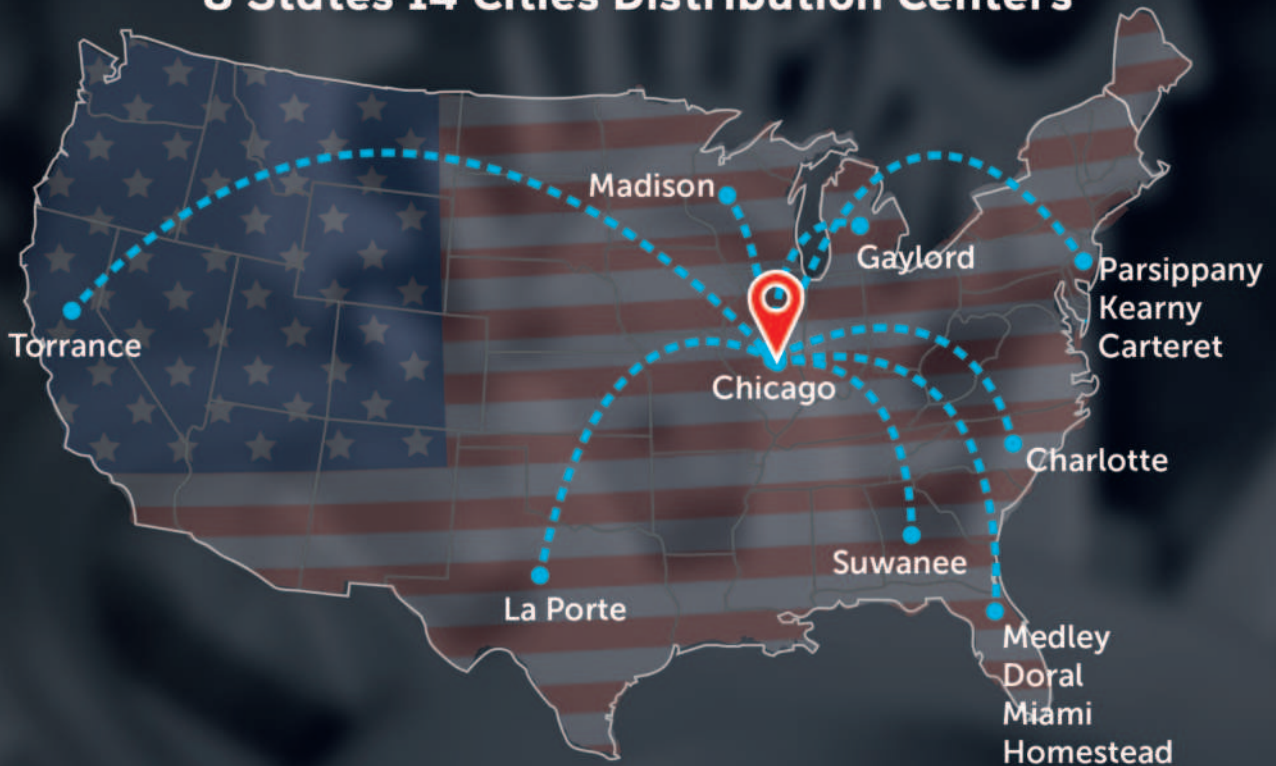 8 States 14 Cities Distribution Centers
Madison
Gaylord
Parsippany
Kearny
Carteret
Torrance
Chicago
Charlotte
Suwanee
La Porte
Medley
Doral
Miami
Homestead